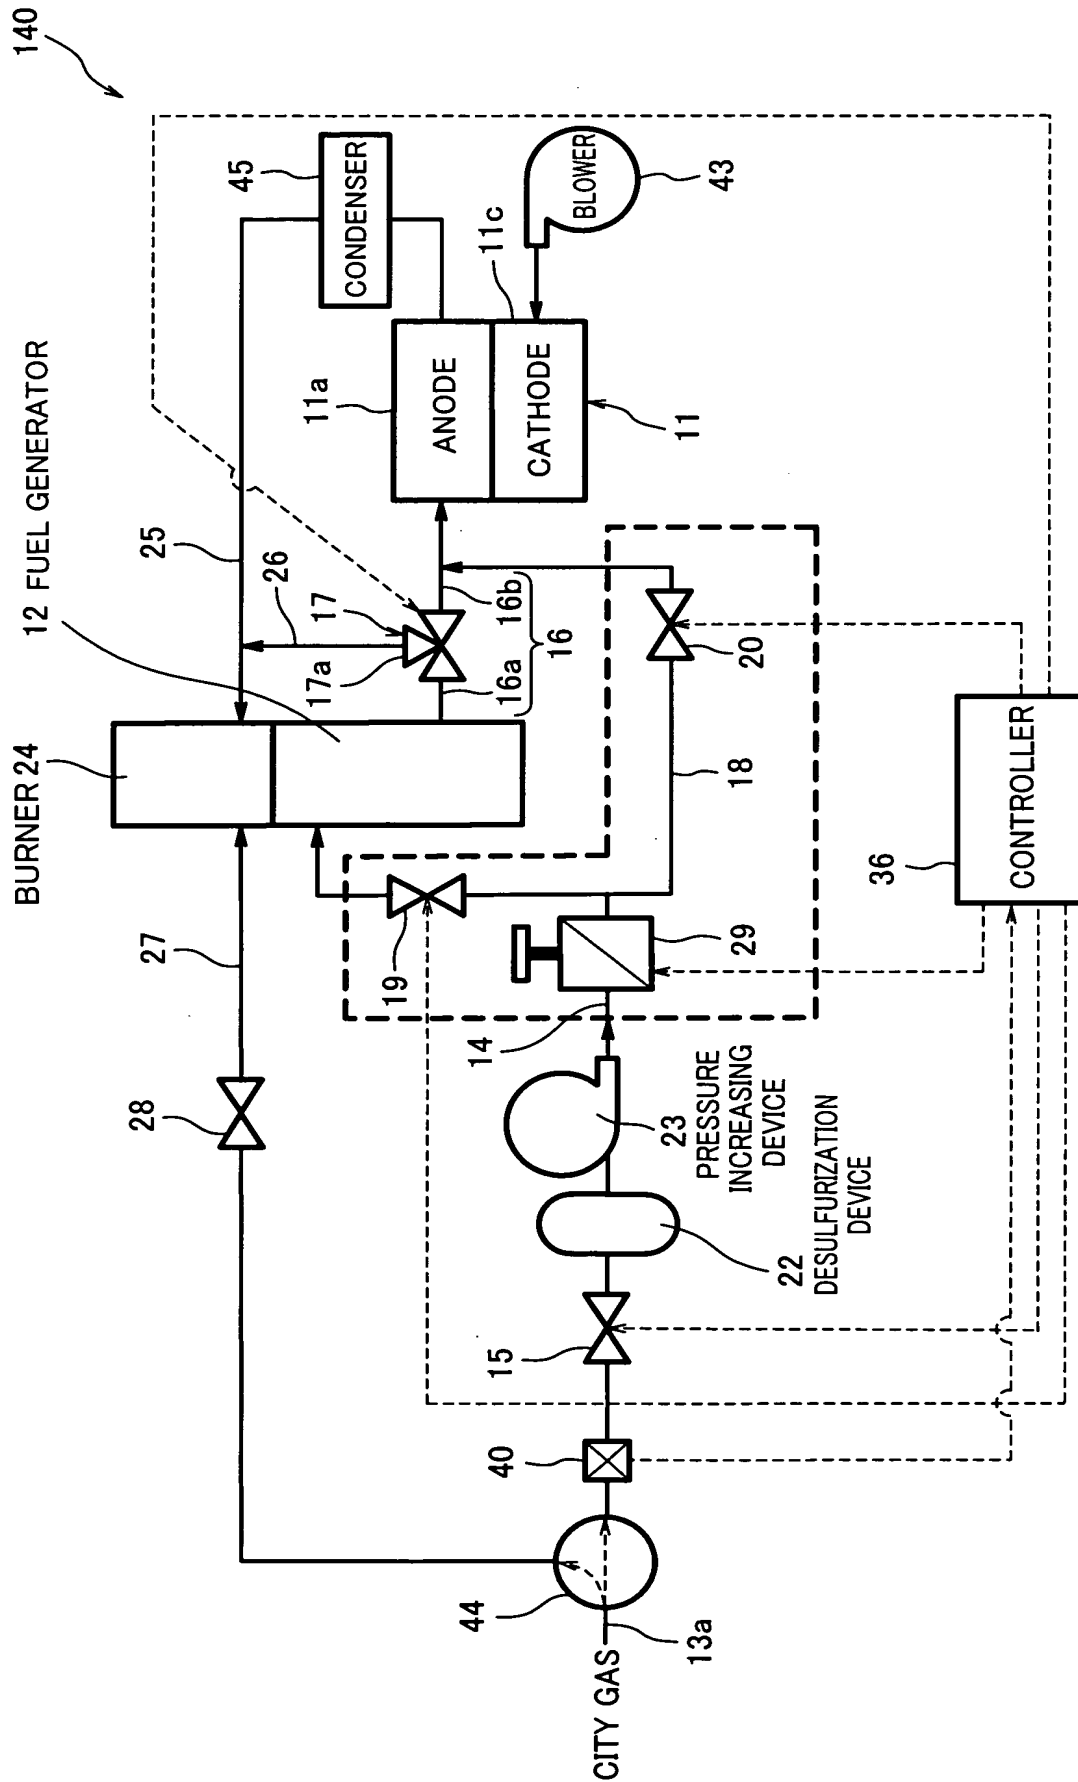 140
45
CONDENSER
BLOWER
43
11c
11a
ANODE
CATHODE
11
12 FUEL GENERATOR
25
26
17
17a
16b
16a
16
20
BURNER 24
18
27
19
29
14
36
CONTROLLER
28
23
PRESSURE
INCREASING
DEVICE
22
DESULFURIZATION
DEVICE
15
40
44
13a
CITY GAS